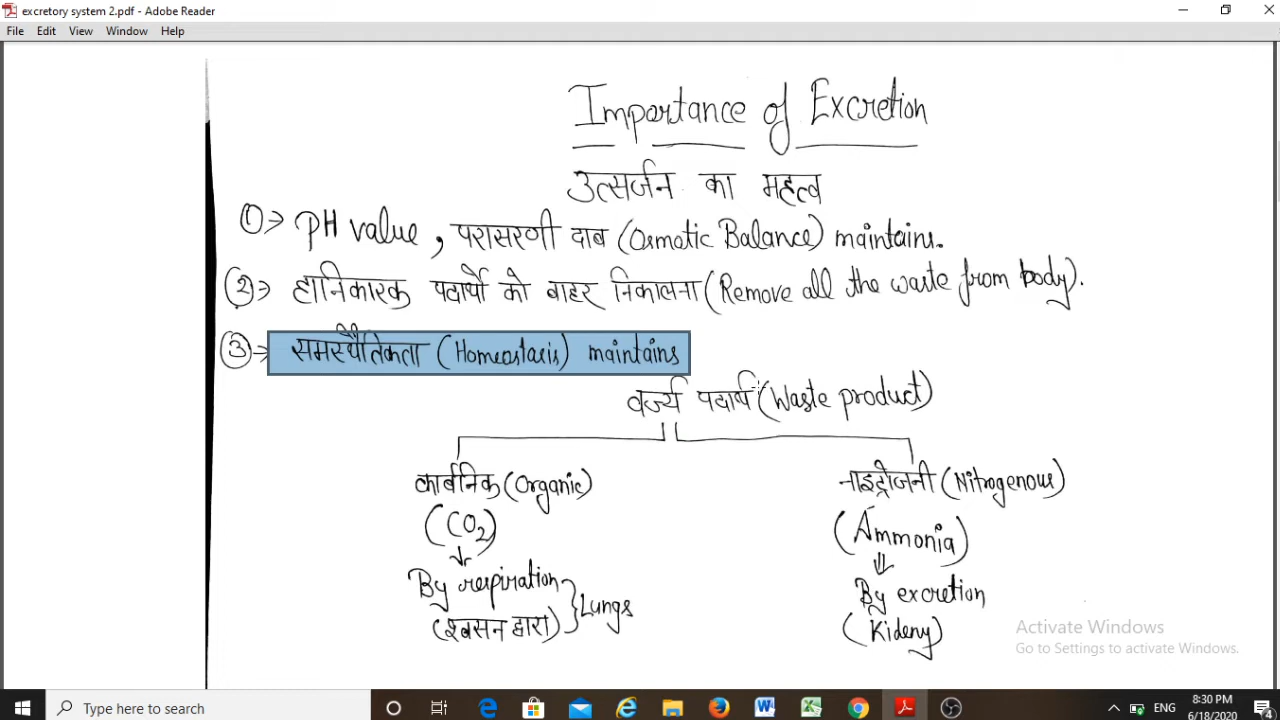 excretory system 2.pdf - Adobe Reader
File Edit View Window Help
Importance of Excretion
उत्सर्जन का महत्व
①→ pH value, परासरणी दाब (Osmotic Balance) maintains.
②→ हानिकारक पदार्थो को बाहर निकालना (Remove all the waste from body).
③→ समस्थैतिकता (Homeostasis) maintains
वर्ज्य पदार्थ (Waste product)
कार्बनिक (Organic) नाइट्रोजनी (Nitrogenous)
(CO₂) (Ammonia)
↓ ⇓
By respiration By excretion
(श्वसन द्वारा) } Lungs (Kideny)
Activate Windows
Go to Settings to activate Windows.
Type here to search
ENG
8:30 PM
6/18/2020
4